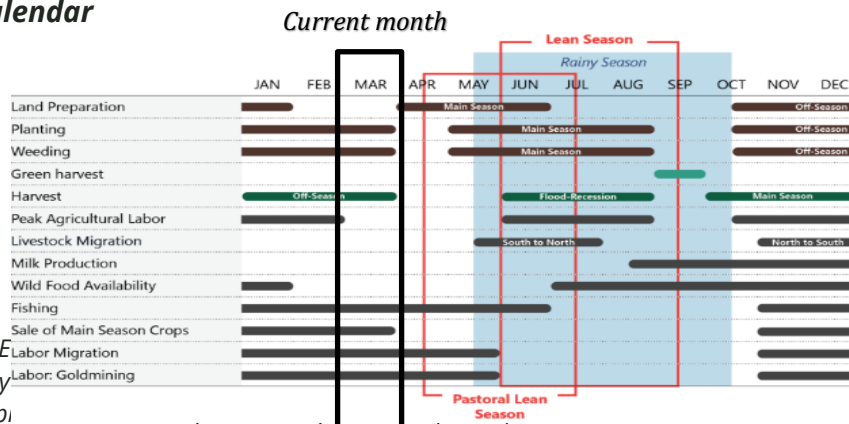 alendar
Current month
Lean Season
Rainy Season
JAN FEB MAR APR MAY JUN JUL AUG SEP OCT NOV DEC
Land Preparation Main Season Off-Season
Planting Main Season Off-Season
Weeding Main Season Off-Season
Green harvest
Harvest Off-Season Flood-Recession Main Season
Peak Agricultural Labor
Livestock Migration South to North North to South
Milk Production
Wild Food Availability
Fishing
Sale of Main Season Crops
E
Labor Migration
y
Labor: Goldmining
Pastoral Lean
Season